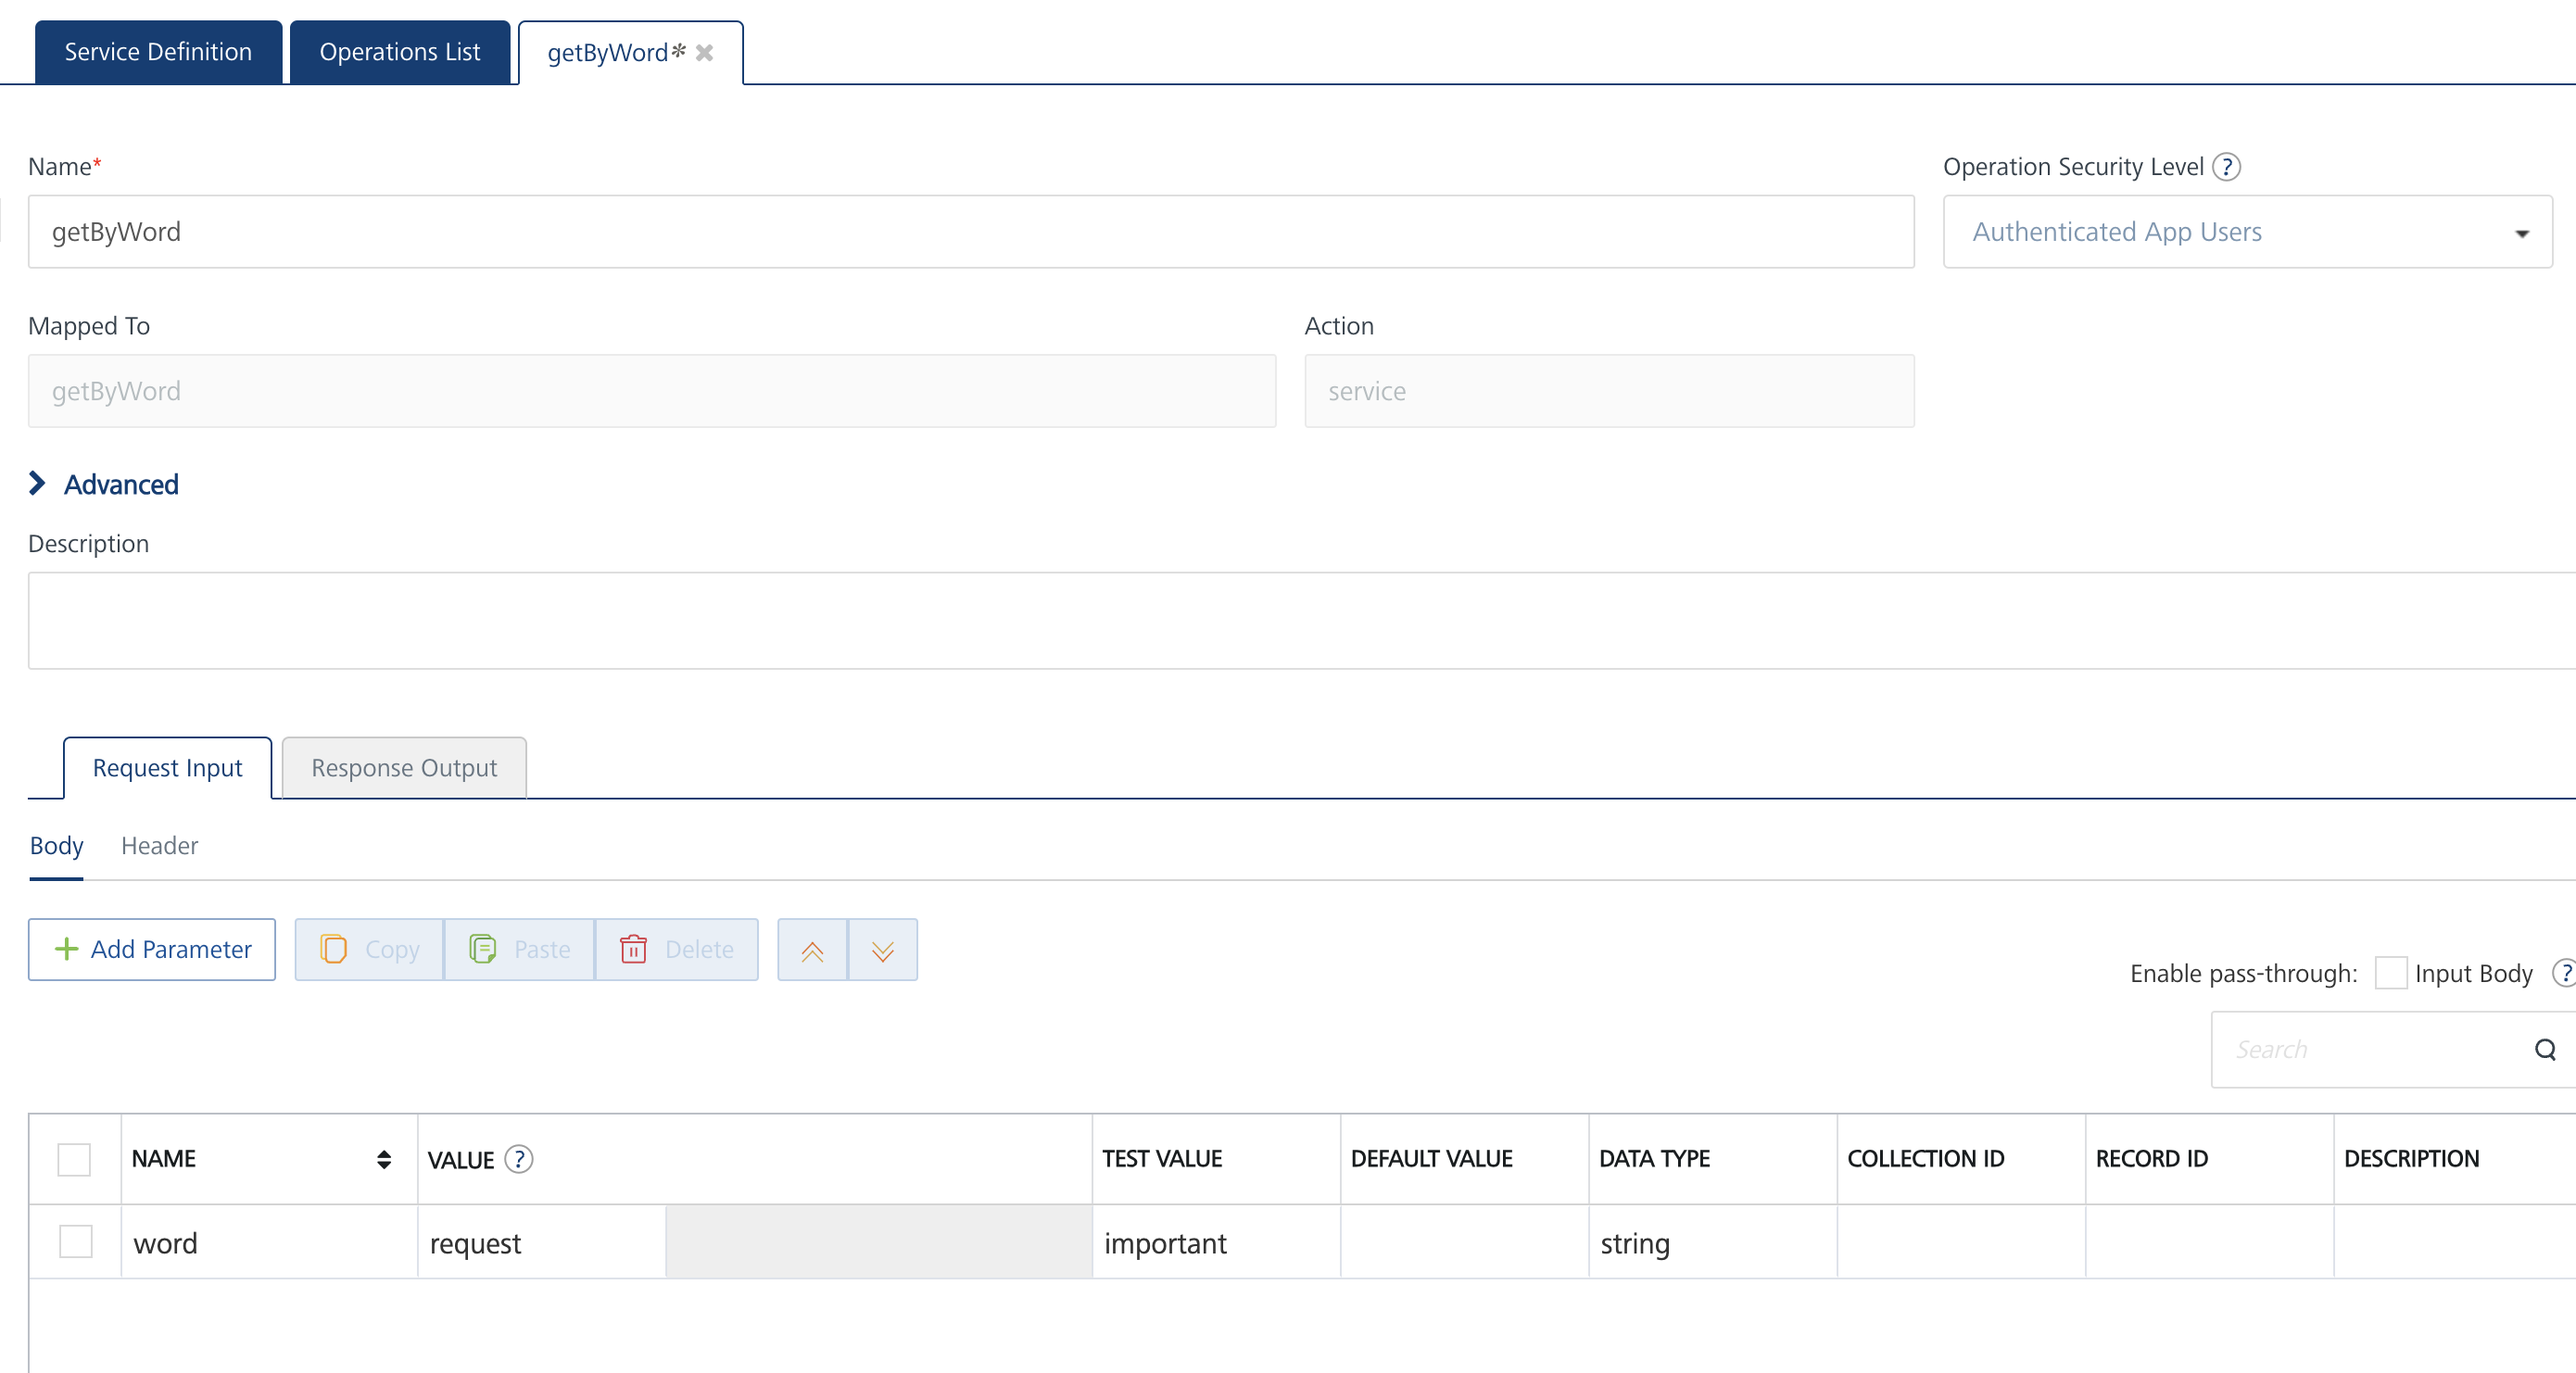 Service Definition Operations List getByWord*
Name* Operation Security Level ?
getByWord Authenticated App Users
Mapped To Action
getByWord service
Advanced
Description
Request Input Response Output
Body Header
Add Parameter Copy Paste Delete
Enable pass-through: Input Body ?
Search
NAME VALUE ? TEST VALUE DEFAULT VALUE DATA TYPE COLLECTION ID RECORD ID DESCRIPTION
word request important string